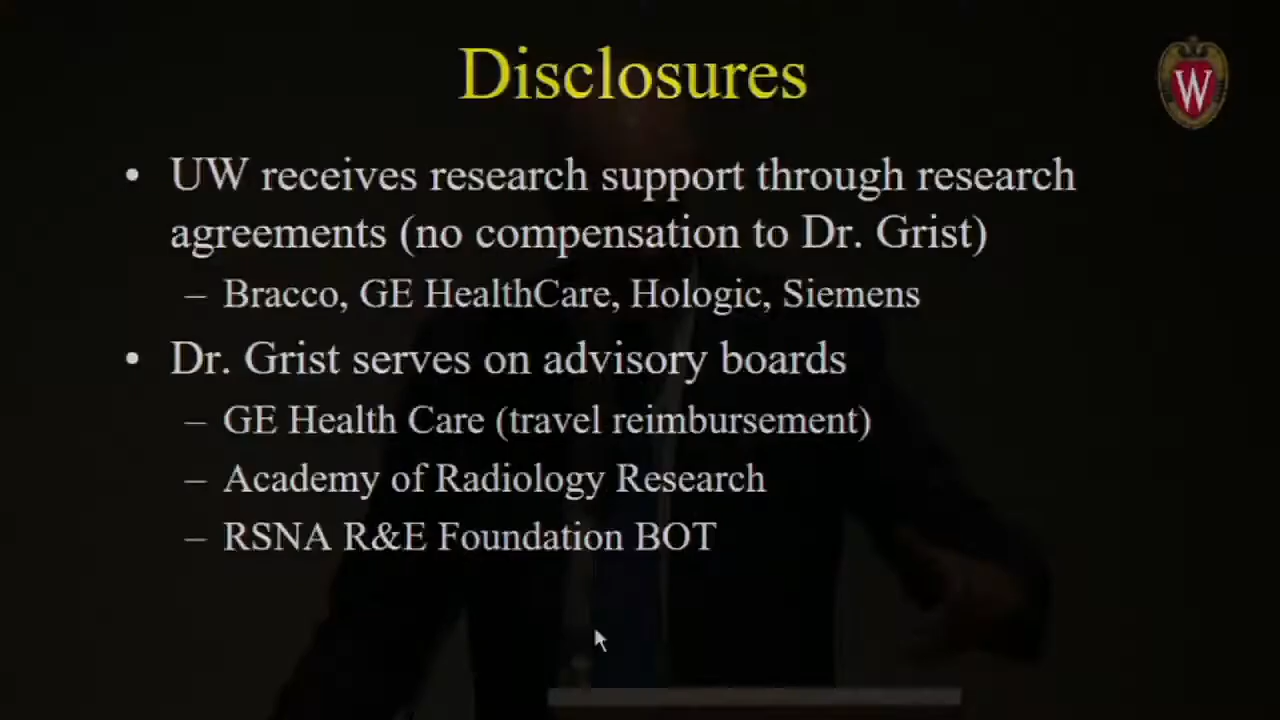 Disclosures
W
• UW receives research support through research
agreements (no compensation to Dr. Grist)
– Bracco, GE HealthCare, Hologic, Siemens
• Dr. Grist serves on advisory boards
– GE Health Care (travel reimbursement)
– Academy of Radiology Research
– RSNA R&E Foundation BOT